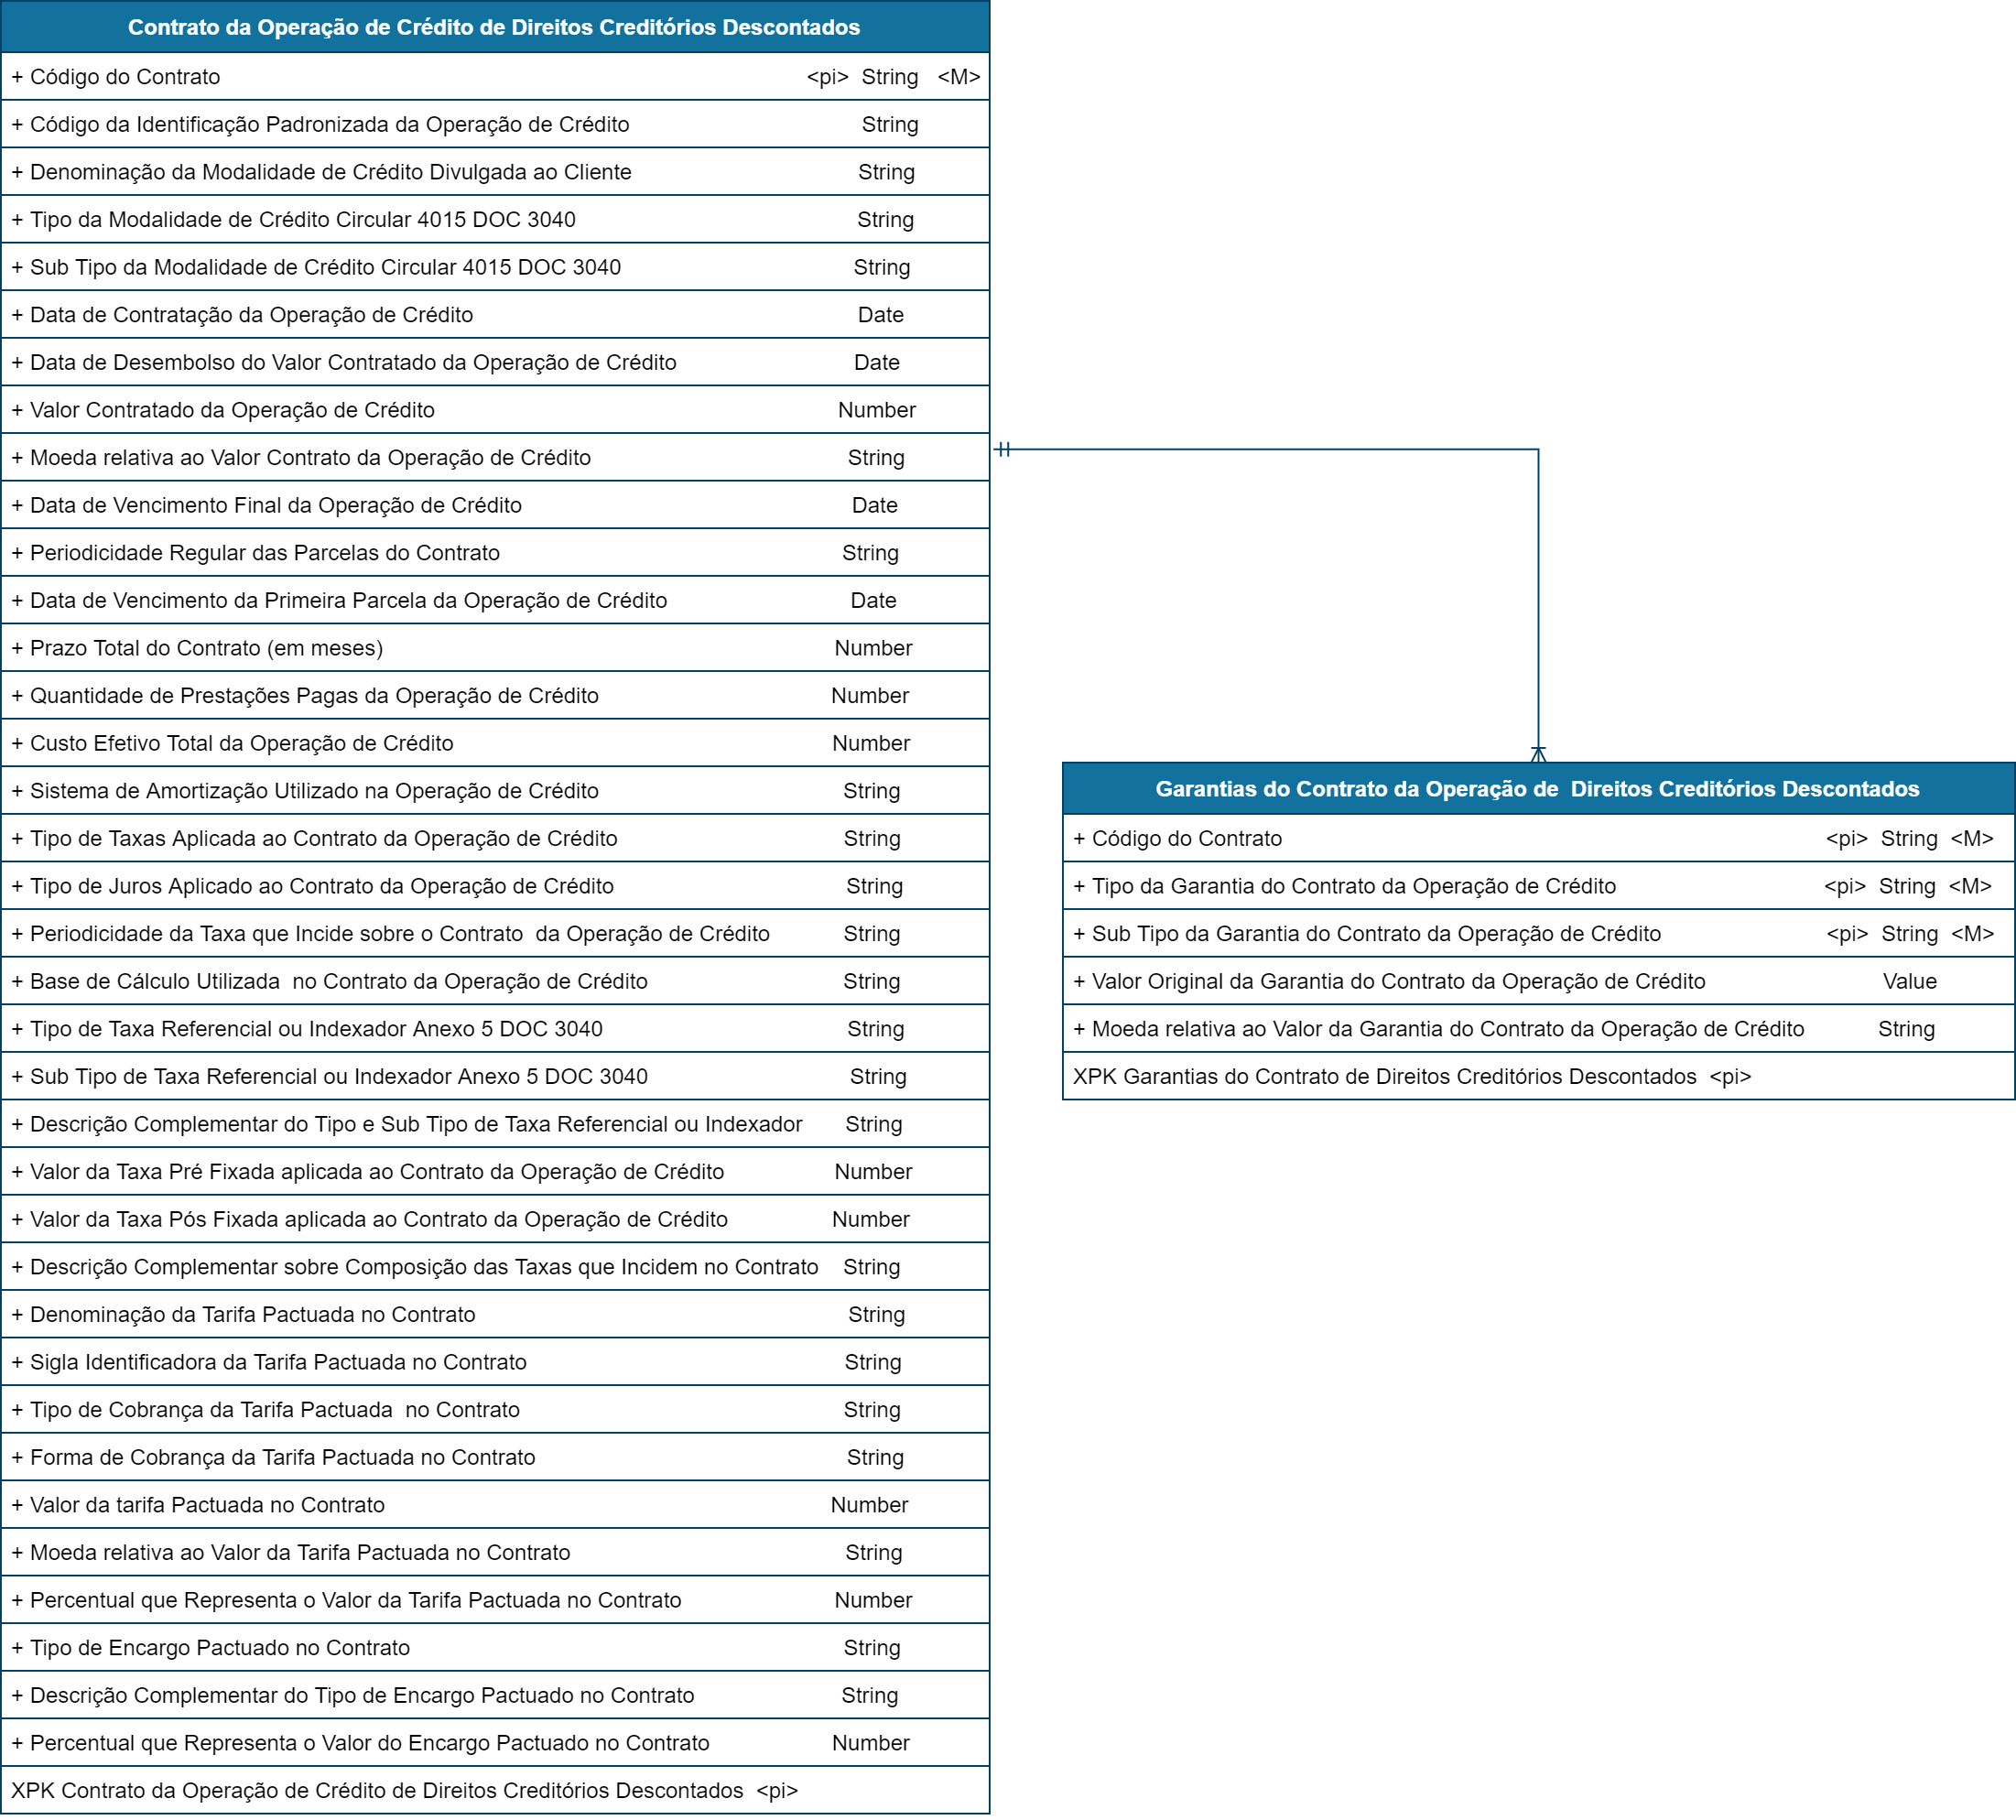 Contrato da Operação de Crédito de Direitos Creditórios Descontados
+ Código do Contrato <pi> String <M>
+ Código da Identificação Padronizada da Operação de Crédito String
+ Denominação da Modalidade de Crédito Divulgada ao Cliente String
+ Tipo da Modalidade de Crédito Circular 4015 DOC 3040 String
+ Sub Tipo da Modalidade de Crédito Circular 4015 DOC 3040 String
+ Data de Contratação da Operação de Crédito Date
+ Data de Desembolso do Valor Contratado da Operação de Crédito Date
+ Valor Contratado da Operação de Crédito Number
+ Moeda relativa ao Valor Contrato da Operação de Crédito String
+ Data de Vencimento Final da Operação de Crédito Date
+ Periodicidade Regular das Parcelas do Contrato String
+ Data de Vencimento da Primeira Parcela da Operação de Crédito Date
+ Prazo Total do Contrato (em meses) Number
+ Quantidade de Prestações Pagas da Operação de Crédito Number
+ Custo Efetivo Total da Operação de Crédito Number
+ Sistema de Amortização Utilizado na Operação de Crédito String
+ Tipo de Taxas Aplicada ao Contrato da Operação de Crédito String
+ Tipo de Juros Aplicado ao Contrato da Operação de Crédito String
+ Periodicidade da Taxa que Incide sobre o Contrato da Operação de Crédito String
+ Base de Cálculo Utilizada no Contrato da Operação de Crédito String
+ Tipo de Taxa Referencial ou Indexador Anexo 5 DOC 3040 String
+ Sub Tipo de Taxa Referencial ou Indexador Anexo 5 DOC 3040 String
+ Descrição Complementar do Tipo e Sub Tipo de Taxa Referencial ou Indexador String
+ Valor da Taxa Pré Fixada aplicada ao Contrato da Operação de Crédito Number
+ Valor da Taxa Pós Fixada aplicada ao Contrato da Operação de Crédito Number
+ Descrição Complementar sobre Composição das Taxas que Incidem no Contrato String
+ Denominação da Tarifa Pactuada no Contrato String
+ Sigla Identificadora da Tarifa Pactuada no Contrato String
+ Tipo de Cobrança da Tarifa Pactuada no Contrato String
+ Forma de Cobrança da Tarifa Pactuada no Contrato String
+ Valor da tarifa Pactuada no Contrato Number
+ Moeda relativa ao Valor da Tarifa Pactuada no Contrato String
+ Percentual que Representa o Valor da Tarifa Pactuada no Contrato Number
+ Tipo de Encargo Pactuado no Contrato String
+ Descrição Complementar do Tipo de Encargo Pactuado no Contrato String
+ Percentual que Representa o Valor do Encargo Pactuado no Contrato Number
XPK Contrato da Operação de Crédito de Direitos Creditórios Descontados <pi>
Garantias do Contrato da Operação de Direitos Creditórios Descontados
+ Código do Contrato <pi> String <M>
+ Tipo da Garantia do Contrato da Operação de Crédito <pi> String <M>
+ Sub Tipo da Garantia do Contrato da Operação de Crédito <pi> String <M>
+ Valor Original da Garantia do Contrato da Operação de Crédito Value
+ Moeda relativa ao Valor da Garantia do Contrato da Operação de Crédito String
XPK Garantias do Contrato de Direitos Creditórios Descontados <pi>